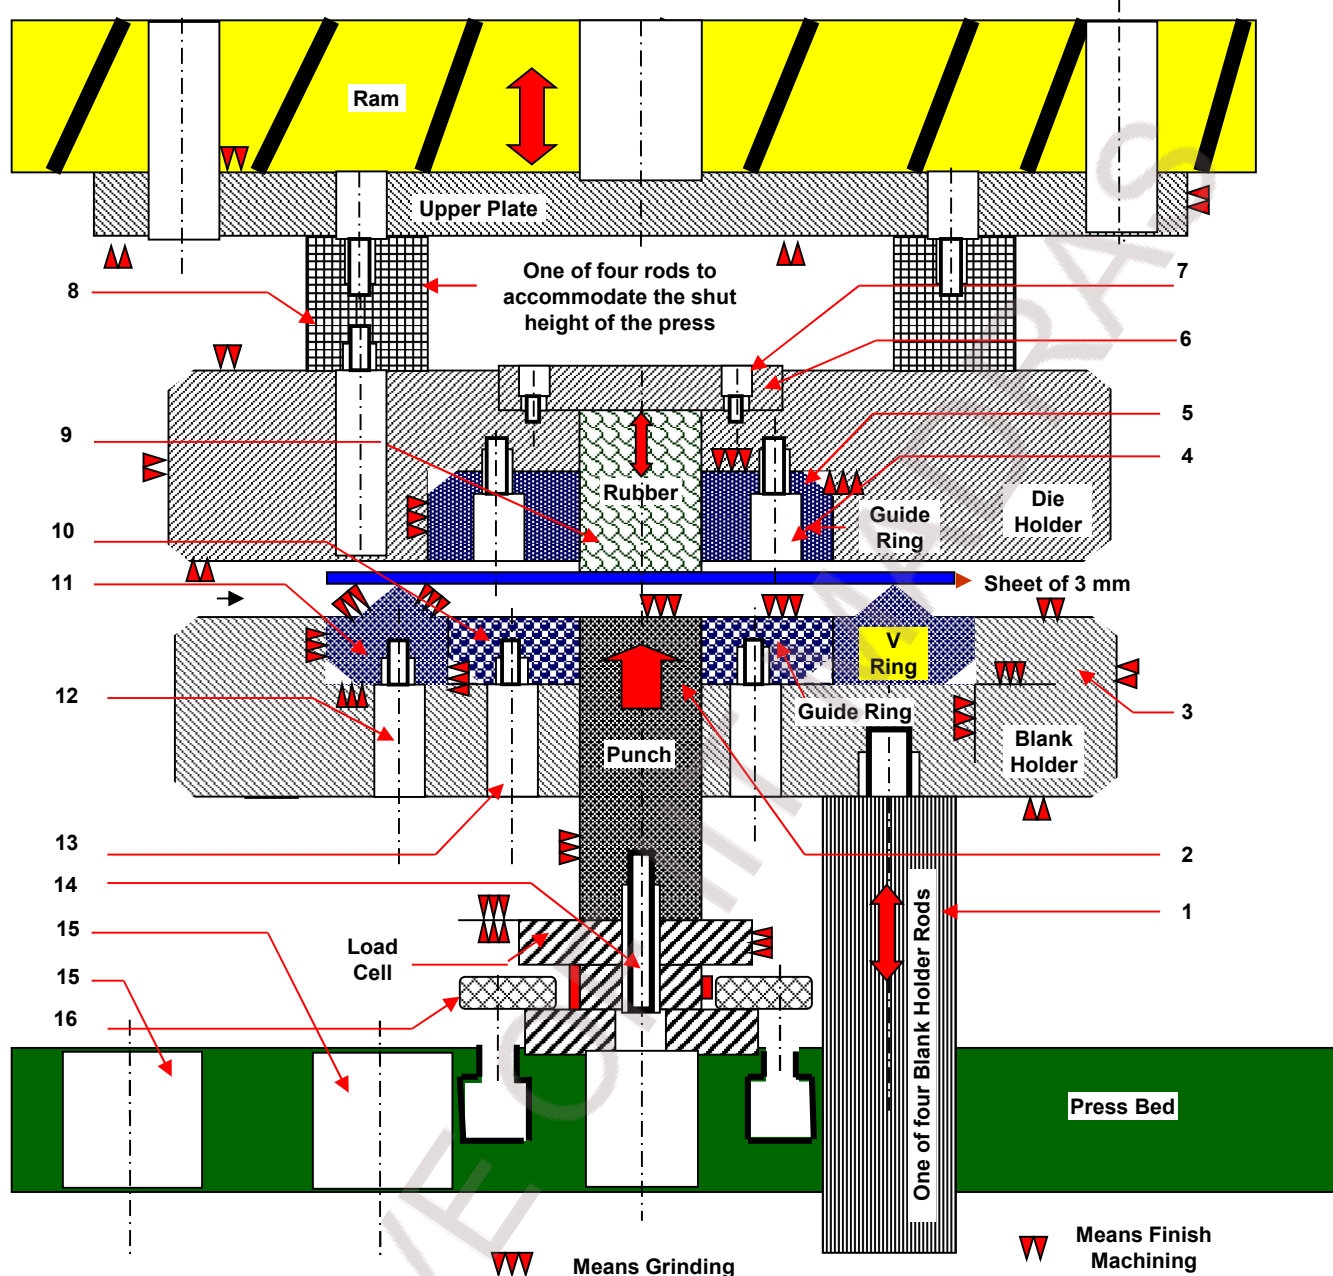 Ram
Upper Plate
One of four rods to
accommodate the shut
height of the press
7
8
6
5
9
4
Rubber
Guide
Ring
Die
Holder
10
11
Sheet of 3 mm
V
Ring
12
Guide Ring
3
Punch
Blank
Holder
13
2
14
1
15
Load
Cell
15
16
One of four Blank Holder Rods
Press Bed
Means Grinding
Means Finish
Machining